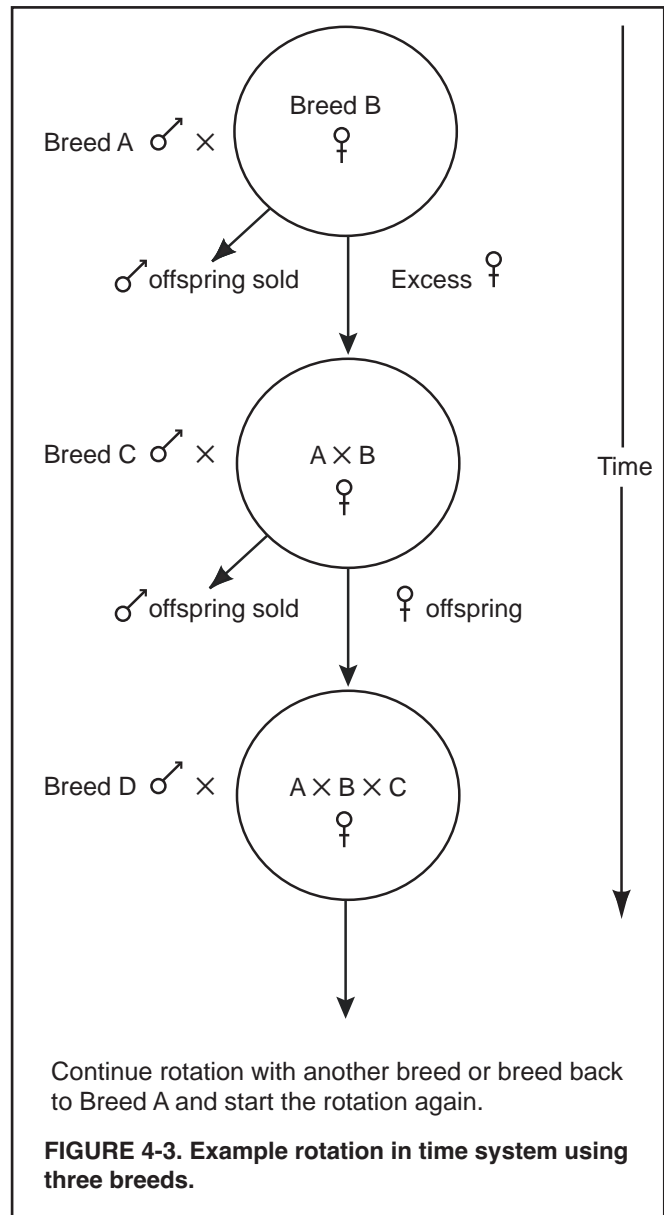 Breed B
♀
Breed A ♂ ×
♂ offspring sold
Excess ♀
Breed C ♂ ×
A × B
♀
Time
♂ offspring sold
♀ offspring
Breed D ♂ ×
A × B × C
♀
Continue rotation with another breed or breed back
to Breed A and start the rotation again.
FIGURE 4-3. Example rotation in time system using
three breeds.